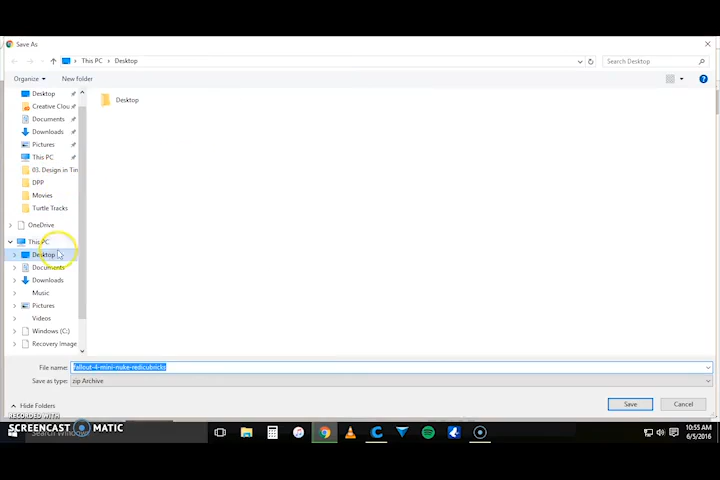 Save As
This PC > Desktop
Search Desktop
Organize
New folder
Desktop
Creative Clou
Documents
Downloads
Pictures
This PC
03. Design in Tin
DPP
Movies
Turtle Tracks
OneDrive
This PC
Desktop
Documents
Downloads
Music
Pictures
Videos
Windows (C:)
Recovery Image
Desktop
File name: fallout-4-mini-nuke-redicubricks
Save as type: zip Archive
Hide Folders
Save
Cancel
RECORDED WITH
SCREENCAST MATIC
Search Windows
10:55 AM
6/5/2016